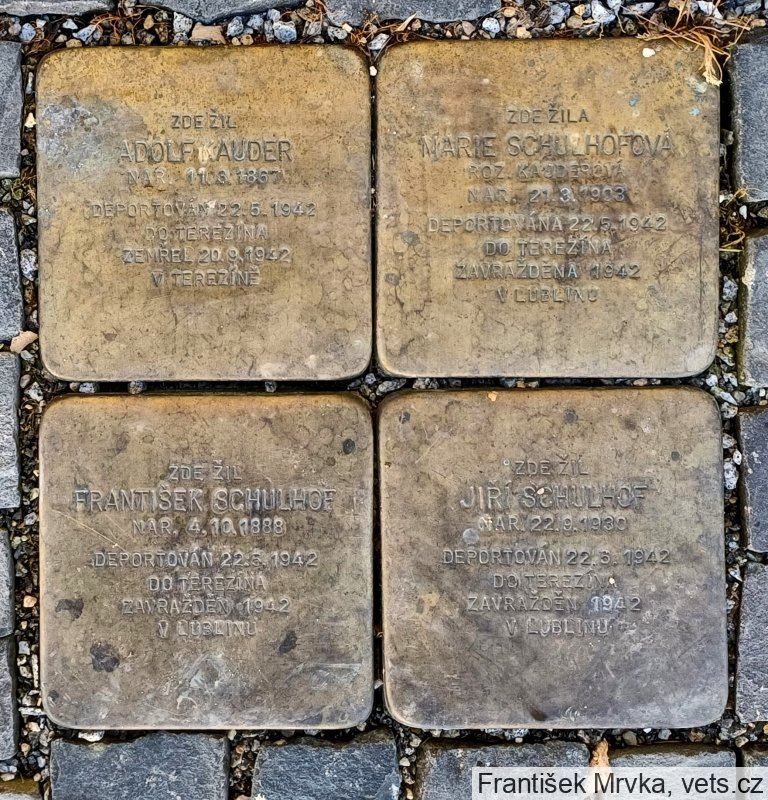 ZDE ŽIL
ADOLF KAUDER
NAR. 11.3.1867
DEPORTOVÁN 22.5.1942
DO TEREZÍNA
ZEMŘEL 20.9.1942
V TEREZÍNĚ
ZDE ŽILA
MARIE SCHULHOFOVÁ
ROZ. KAUDEROVÁ
NAR. 21.3.1903
DEPORTOVÁNA 22.5.1942
DO TEREZÍNA
ZAVRAŽDĚNA 1942
V LUBLINU
ZDE ŽIL
FRANTIŠEK SCHULHOF
NAR. 4.10.1888
DEPORTOVÁN 22.5.1942
DO TEREZÍNA
ZAVRAŽDĚN 1942
V LUBLINU
ZDE ŽIL
JIŘÍ SCHULHOF
NAR. 22.9.1930
DEPORTOVÁN 22.5.1942
DO TEREZÍNA
ZAVRAŽDĚN 1942
V LUBLINU
František Mrvka, vets.cz